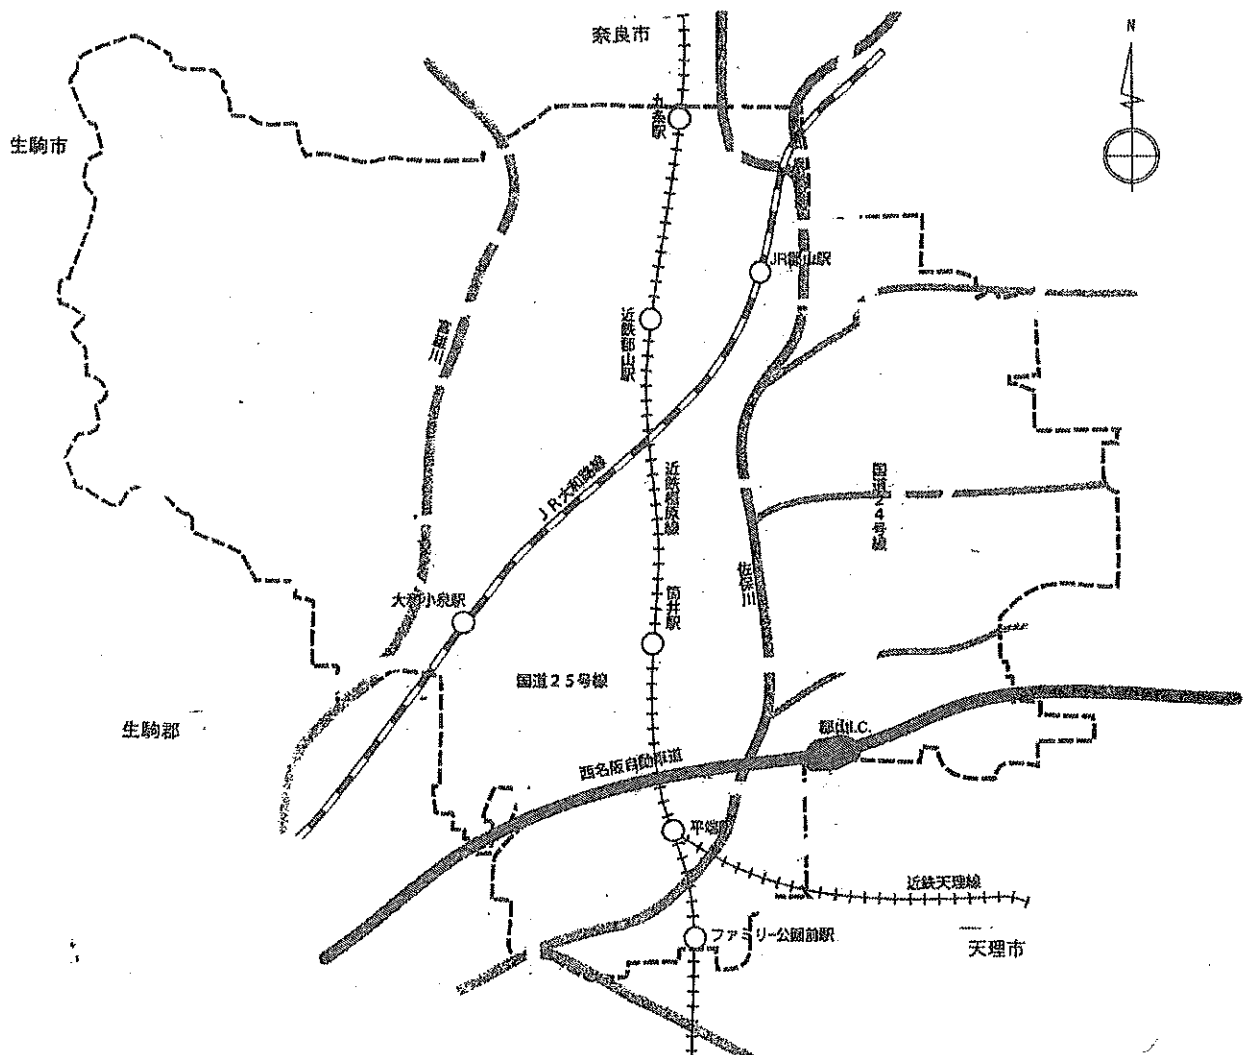 奈良市
N
九条駅
生駒市
JR郡山駅
近鉄郡山駅
富雄川
JR大和路線
近鉄橿原線
国道24号線
佐保川
大和小泉駅
筒井駅
国道25号線
生駒郡
郡山I.C.
西名阪自動車道
平端駅
近鉄天理線
ファミリー公園前駅
天理市